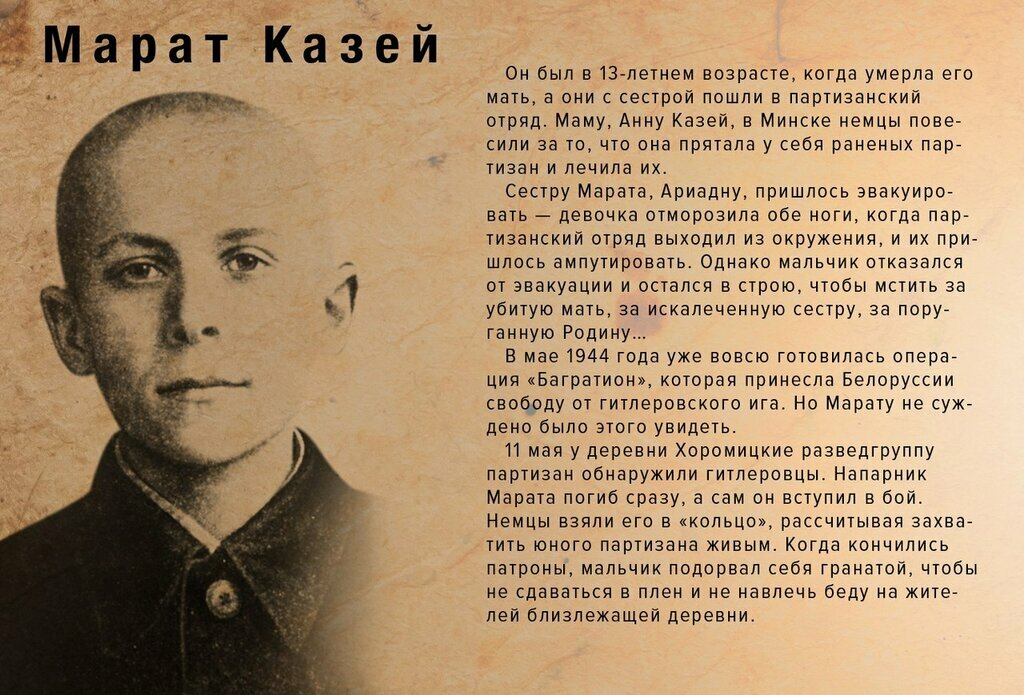 Марат Казей
Он был в 13-летнем возрасте, когда умерла его
мать, а они с сестрой пошли в партизанский
отряд. Маму, Анну Казей, в Минске немцы пове-
сили за то, что она прятала у себя раненых пар-
тизан и лечила их.
Сестру Марата, Ариадну, пришлось эвакуиро-
вать — девочка отморозила обе ноги, когда пар-
тизанский отряд выходил из окружения, и их при-
шлось ампутировать. Однако мальчик отказался
от эвакуации и остался в строю, чтобы мстить за
убитую мать, за искалеченную сестру, за пору-
ганную Родину...
В мае 1944 года уже вовсю готовилась опера-
ция «Багратион», которая принесла Белоруссии
свободу от гитлеровского ига. Но Марату не суж-
дено было этого увидеть.
11 мая у деревни Хоромицкие разведгруппу
партизан обнаружили гитлеровцы. Напарник
Марата погиб сразу, а сам он вступил в бой.
Немцы взяли его в «кольцо», рассчитывая захва-
тить юного партизана живым. Когда кончились
патроны, мальчик подорвал себя гранатой, чтобы
не сдаваться в плен и не навлечь беду на жите-
лей близлежащей деревни.